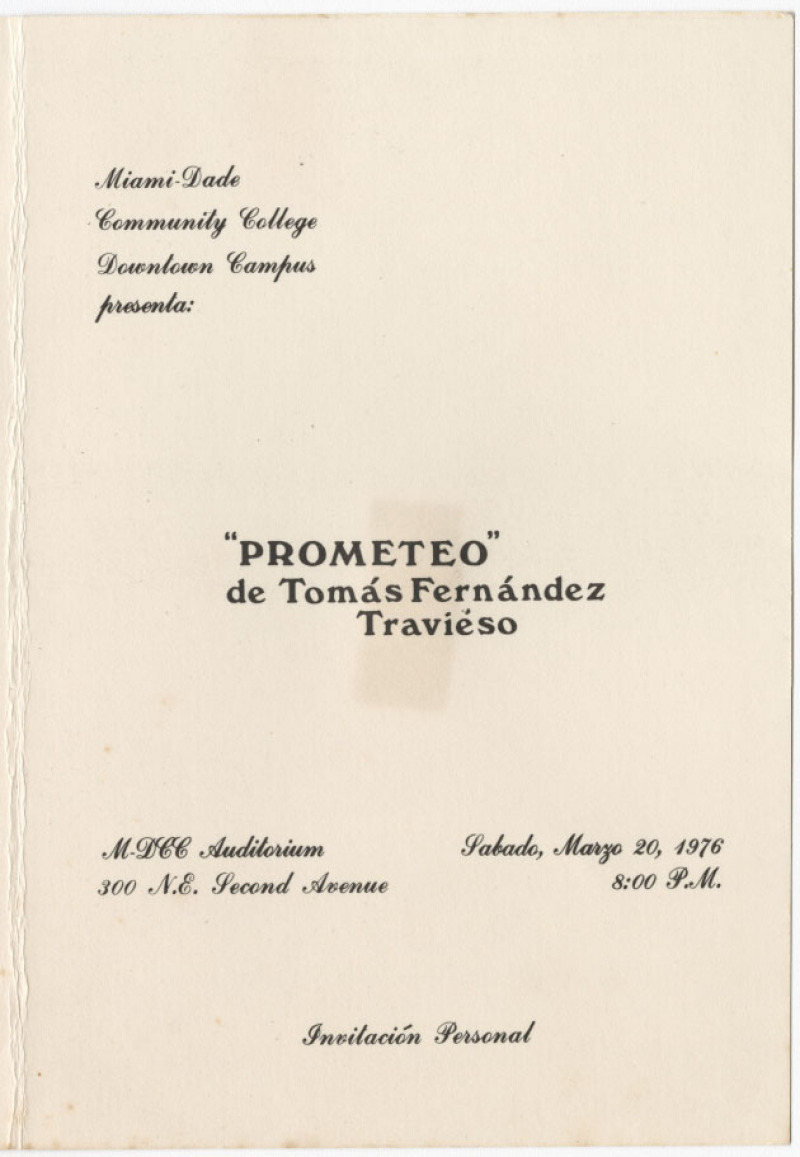 Miami-Dade
Community College
Downtown Campus
presenta:
"PROMETEO"
de Tomás Fernández
Traviéso
M-DCC Auditorium
300 N.E. Second Avenue
Sabado, Marzo 20, 1976
8:00 P.M.
Invitación Personal